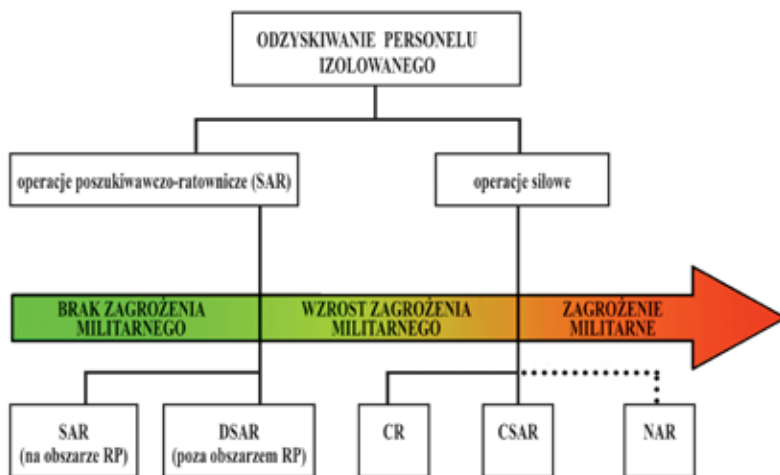 ODZYSKIWANIE PERSONELU
IZOLOWANEGO
operacje poszukiwawczo-ratownicze (SAR)
operacje siłowe
BRAK ZAGROŻENIA
MILITARNEGO
WZROST ZAGROŻENIA
MILITARNEGO
ZAGROŻENIE
MILITARNE
SAR
(na obszarze RP)
DSAR
(poza obszarem RP)
CR
CSAR
NAR